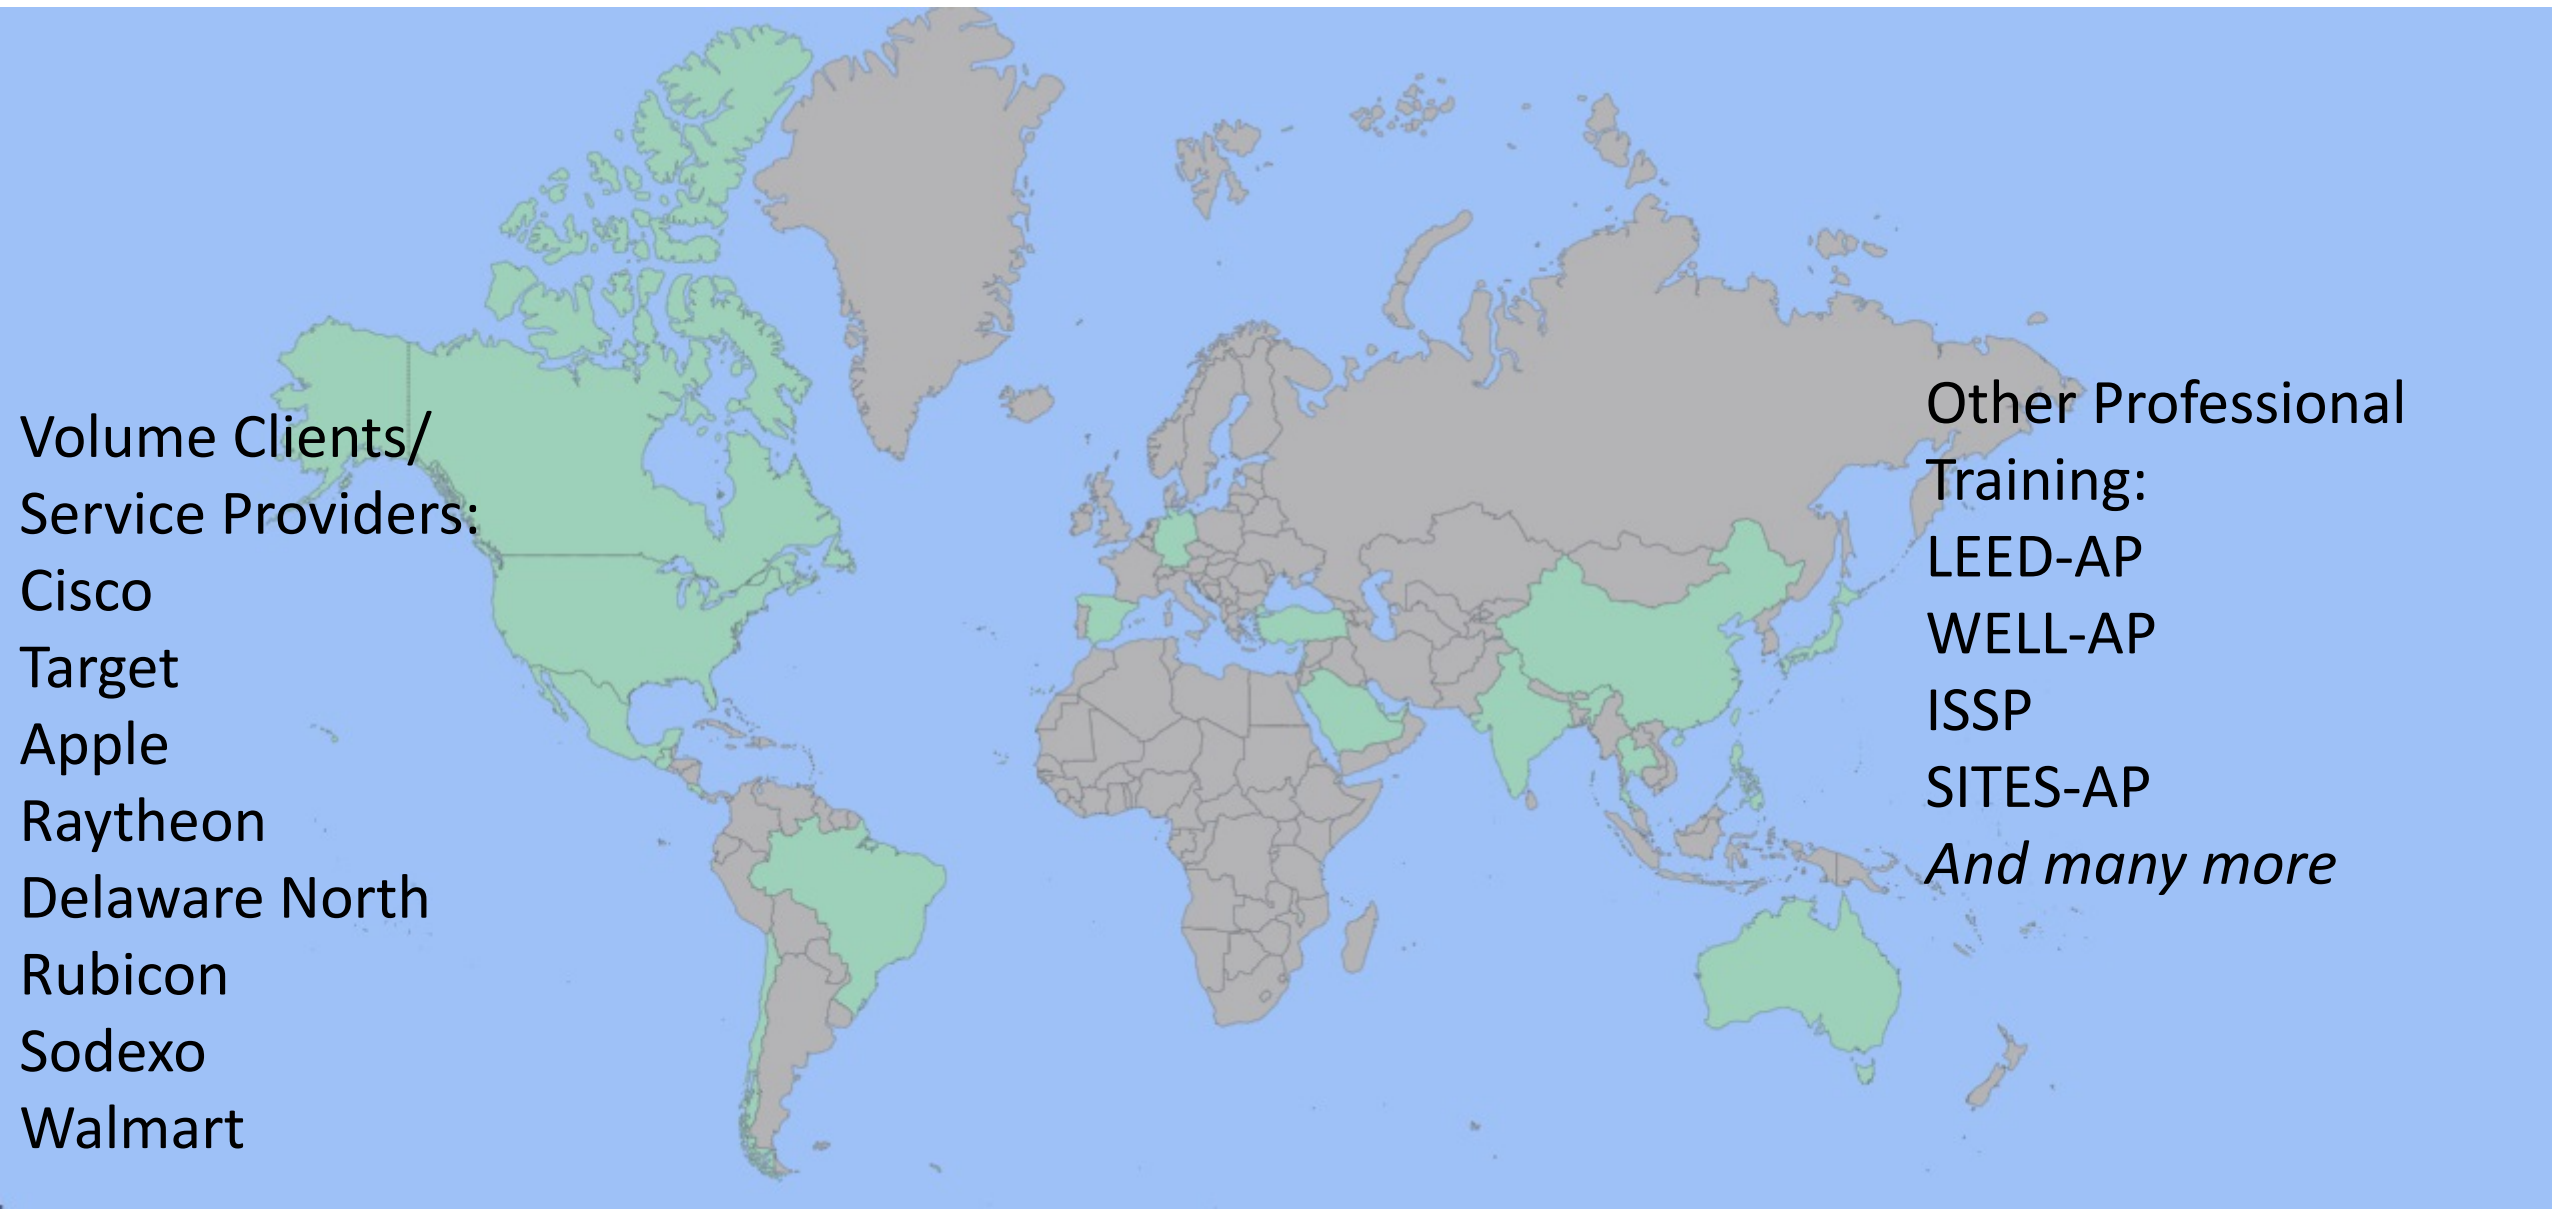 Volume Clients/
Service Providers:
Cisco
Target
Apple
Raytheon
Delaware North
Rubicon
Sodexo
Walmart
Other Professional
Training:
LEED-AP
WELL-AP
ISSP
SITES-AP
And many more